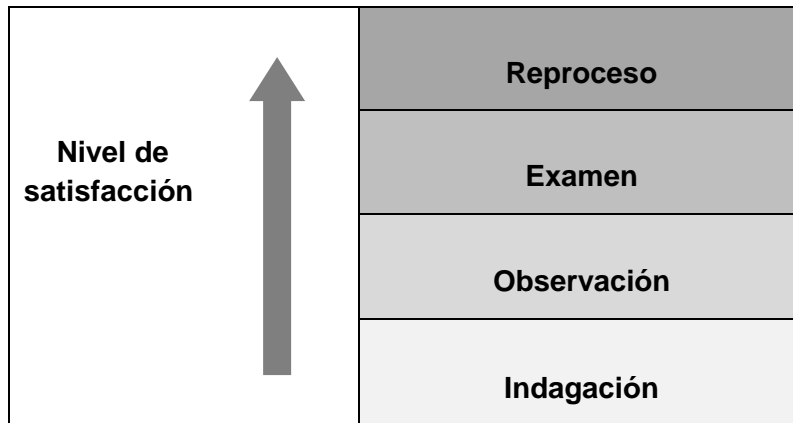 Nivel de
satisfacción
Reproceso
Examen
Observación
Indagación